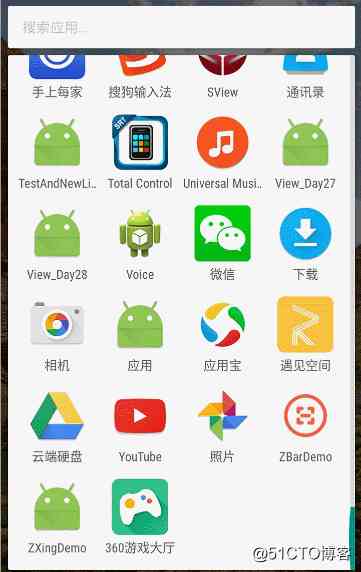 搜索应用...
手上每家
搜狗输入法
SView
通讯录
TestAndNewLi..
SRT
Total Control
Universal Musi..
View_Day27
View_Day28
Voice
微信
下载
相机
应用
应用宝
遇见空间
云端硬盘
YouTube
照片
ZBarDemo
ZXingDemo
360游戏大厅
@51CTO博客